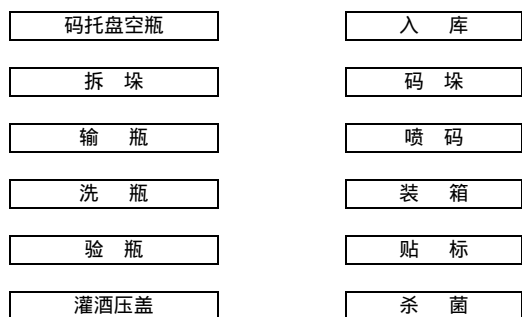 码托盘空瓶
入 库
拆 垛
码 垛
输 瓶
喷 码
洗 瓶
装 箱
验 瓶
贴 标
灌酒压盖
杀 菌